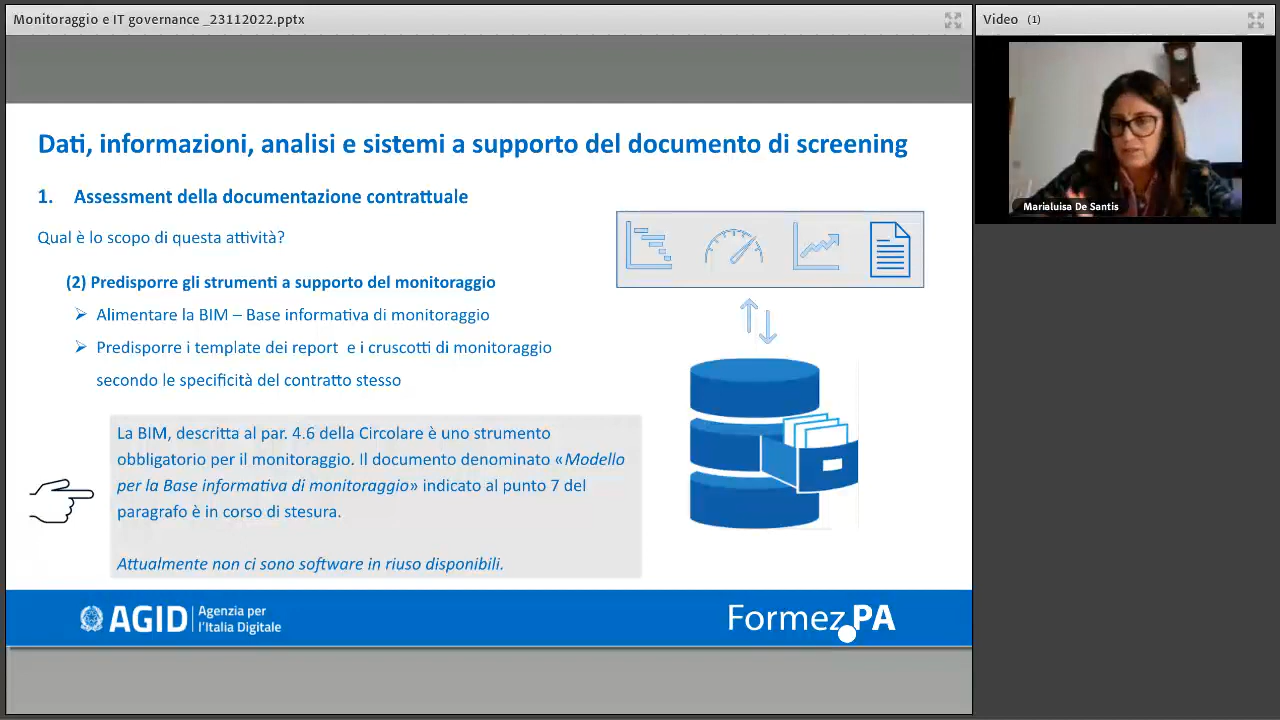 Monitoraggio e IT governance _23112022.pptx
Video (1)
Marialuisa De Santis
Dati, informazioni, analisi e sistemi a supporto del documento di screening
1. Assessment della documentazione contrattuale
Qual è lo scopo di questa attività?
(2) Predisporre gli strumenti a supporto del monitoraggio
➢ Alimentare la BIM – Base informativa di monitoraggio
➢ Predisporre i template dei report e i cruscotti di monitoraggio
secondo le specificità del contratto stesso
La BIM, descritta al par. 4.6 della Circolare è uno strumento
obbligatorio per il monitoraggio. Il documento denominato «Modello
per la Base informativa di monitoraggio» indicato al punto 7 del
paragrafo è in corso di stesura.
Attualmente non ci sono software in riuso disponibili.
AGID Agenzia per
l'Italia Digitale
Formez PA